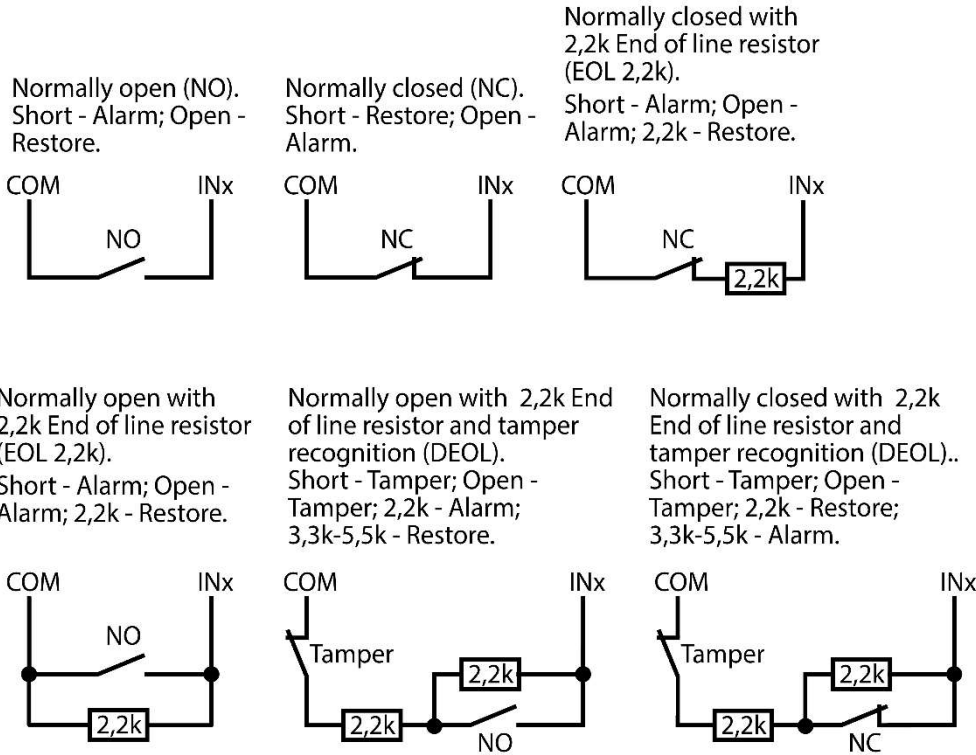 Normally open (NO).
Short - Alarm; Open -
Restore.
COM
INx
NO
Normally closed (NC).
Short - Restore; Open -
Alarm.
COM
INx
NC
Normally closed with
2,2k End of line resistor
(EOL 2,2k).
Short - Alarm; Open -
Alarm; 2,2k - Restore.
COM
INx
NC
2,2k
Normally open with
2,2k End of line resistor
(EOL 2,2k).
Short - Alarm; Open -
Alarm; 2,2k - Restore.
COM
INx
NO
2,2k
Normally open with 2,2k End
of line resistor and tamper
recognition (DEOL).
Short - Tamper; Open -
Tamper; 2,2k - Alarm;
3,3k-5,5k - Restore.
COM
INx
Tamper
2,2k
2,2k
NO
Normally closed with 2,2k
End of line resistor and
tamper recognition (DEOL)..
Short - Tamper; Open -
Tamper; 2,2k - Restore;
3,3k-5,5k - Alarm.
COM
INx
Tamper
2,2k
2,2k
NC